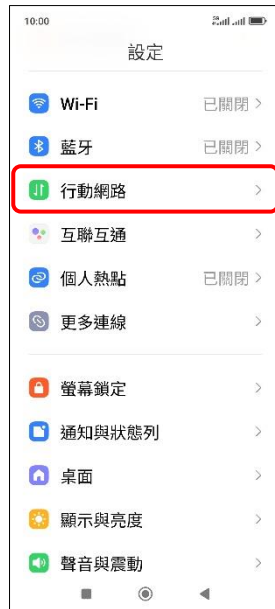 10:00
設定
Wi-Fi 已關閉
藍牙 已關閉
行動網路
互聯互通
個人熱點 已關閉
更多連線
螢幕鎖定
通知與狀態列
桌面
顯示與亮度
聲音與震動